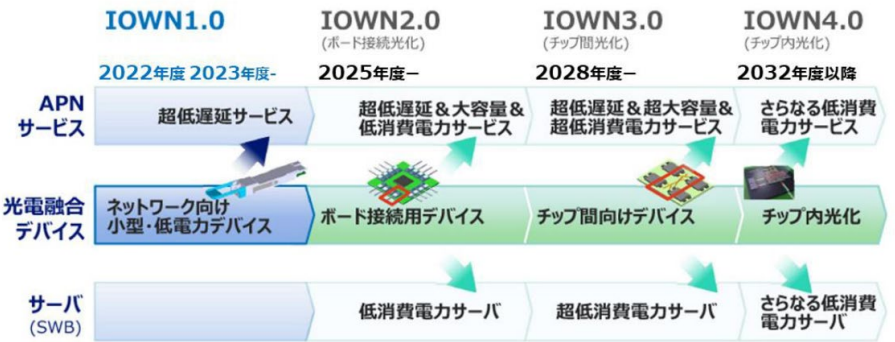 IOWN1.0
IOWN2.0
(ボード接続光化)
IOWN3.0
(チップ間光化)
IOWN4.0
(チップ内光化)
2022年度 2023年度-
2025年度ー
2028年度ー
2032年度以降
APN
サービス
超低遅延サービス
超低遅延&大容量&
低消費電力サービス
超低遅延&超大容量&
超低消費電力サービス
さらなる低消費
電力サービス
光電融合
デバイス
ネットワーク向け
小型・低電力デバイス
ボード接続用デバイス
チップ間向けデバイス
チップ内光化
サーバ
(SWB)
低消費電力サーバ
超低消費電力サーバ
さらなる低消費
電力サーバ